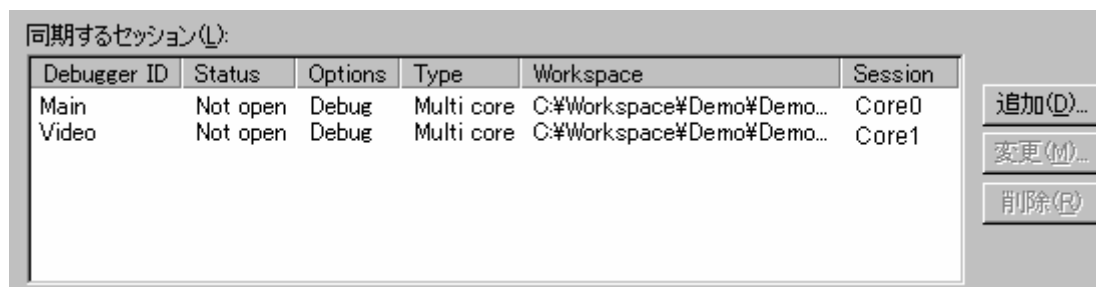 同期するセッション(L):
Debugger ID Status Options Type Workspace Session
Main Not open Debug Multi core C:¥Workspace¥Demo¥Demo... Core0
Video Not open Debug Multi core C:¥Workspace¥Demo¥Demo... Core1
追加(D)...
変更(M)...
削除(R)